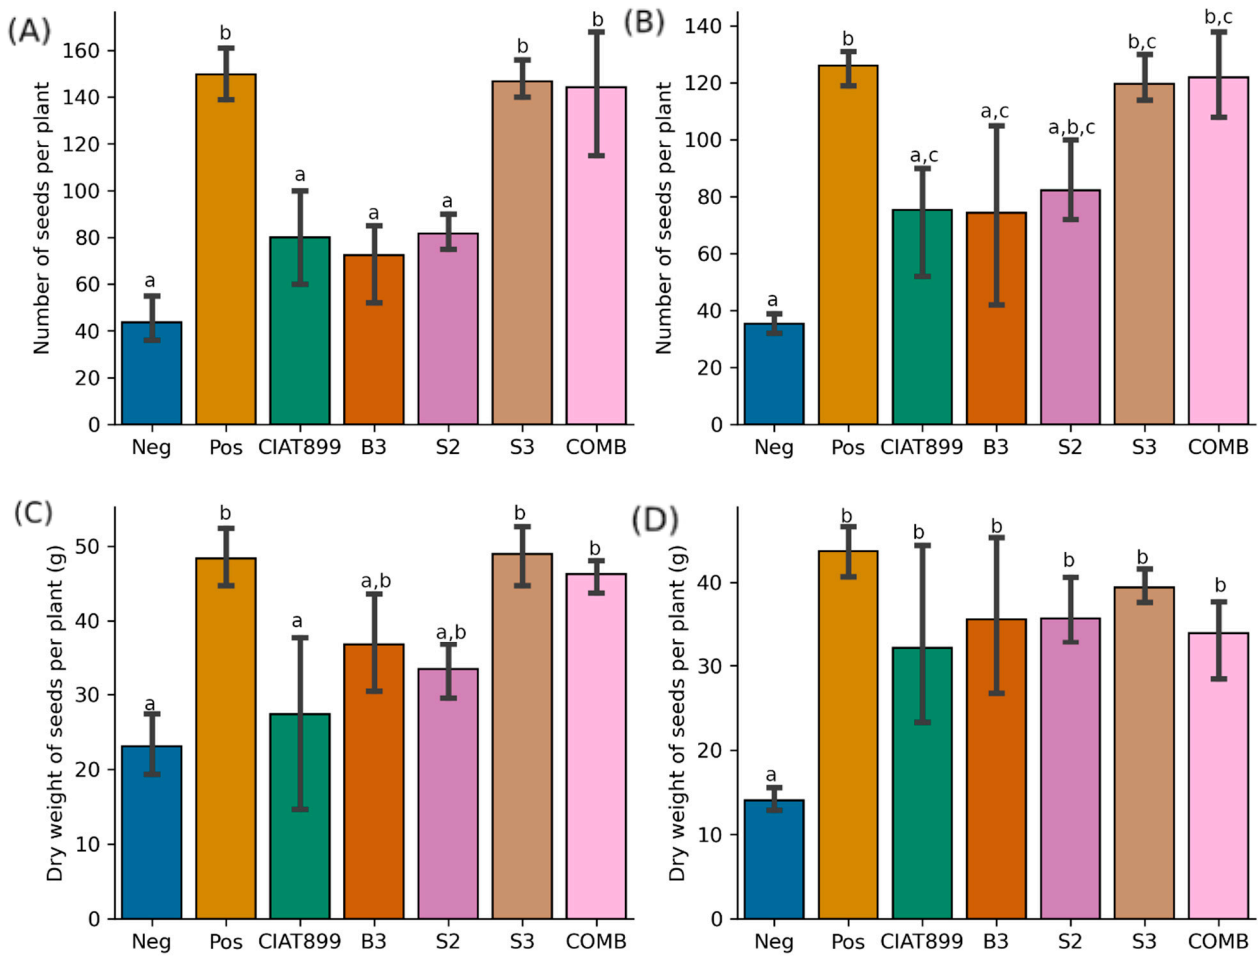 (A)
Number of seeds per plant
160
140
120
100
80
60
40
20
0
a
b
a
a
a
b
b
Neg Pos CIAT899 B3 S2 S3 COMB
(B)
Number of seeds per plant
140
120
100
80
60
40
20
0
a
b
a,c
a,c
a,b,c
b,c
b,c
Neg Pos CIAT899 B3 S2 S3 COMB
(C)
Dry weight of seeds per plant (g)
50
40
30
20
10
0
a
b
a
a,b
a,b
b
b
Neg Pos CIAT899 B3 S2 S3 COMB
(D)
Dry weight of seeds per plant (g)
40
30
20
10
0
a
b
b
b
b
b
b
Neg Pos CIAT899 B3 S2 S3 COMB